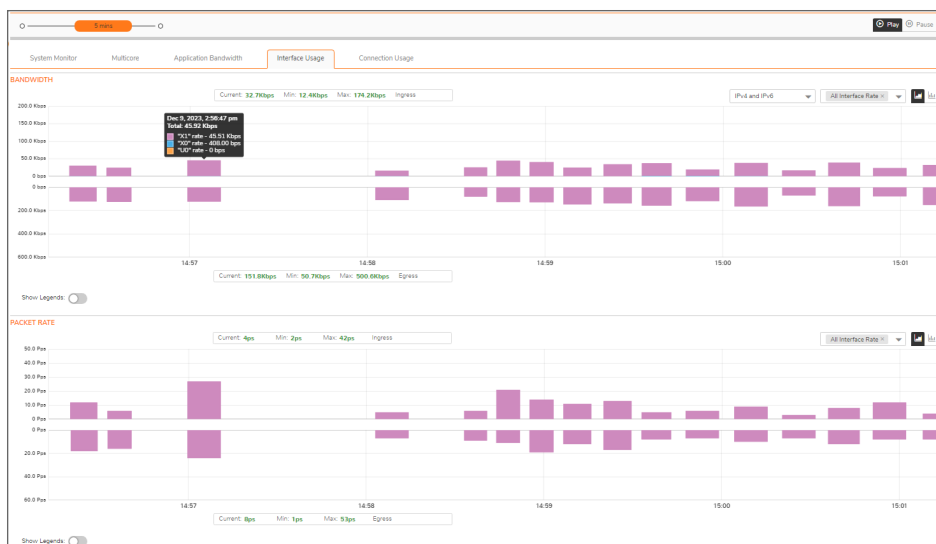 5 mins
Play
Pause
System Monitor Multicore Application Bandwidth Interface Usage Connection Usage
BANDWIDTH
Current: 32.7Kbps Min: 12.4Kbps Max: 174.2Kbps Ingress
IPv4 and IPv6
All Interface Rate ×
200.0 Kbps
Dec 9, 2023, 2:56:47 pm
Total: 45.92 Kbps
"X1" rate - 45.51 Kbps
"X0" rate - 408.00 bps
"U0" rate - 0 bps
150.0 Kbps
100.0 Kbps
50.0 Kbps
0 bps
0 bps
200.0 Kbps
400.0 Kbps
600.0 Kbps
14:57 14:58 14:59 15:00 15:01
Current: 151.8Kbps Min: 50.7Kbps Max: 500.6Kbps Egress
Show Legends:
PACKET RATE
Current: 4ps Min: 2ps Max: 42ps Ingress
All Interface Rate ×
50.0 Pps
40.0 Pps
30.0 Pps
20.0 Pps
10.0 Pps
0 Pps
0 Pps
20.0 Pps
40.0 Pps
60.0 Pps
14:57 14:58 14:59 15:00 15:01
Current: 8ps Min: 1ps Max: 53ps Egress
Show Legends: